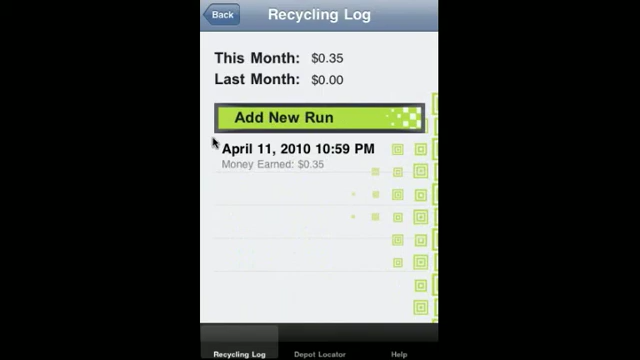 Back
Recycling Log
This Month: $0.35
Last Month: $0.00
Add New Run
April 11, 2010 10:59 PM
Money Earned: $0.35
Recycling Log
Depot Locator
Help